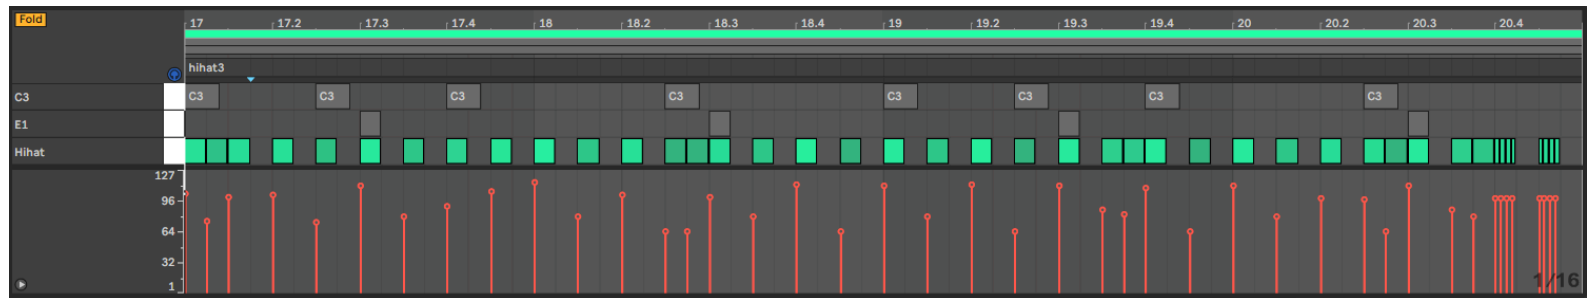 Fold 17 17.2 17.3 17.4 18 18.2 18.3 18.4 19 19.2 19.3 19.4 20 20.2 20.3 20.4
hihat3
C3 C3 C3 C3 C3 C3 C3 C3 C3
E1
Hihat
127
96
64
32
1 1/16